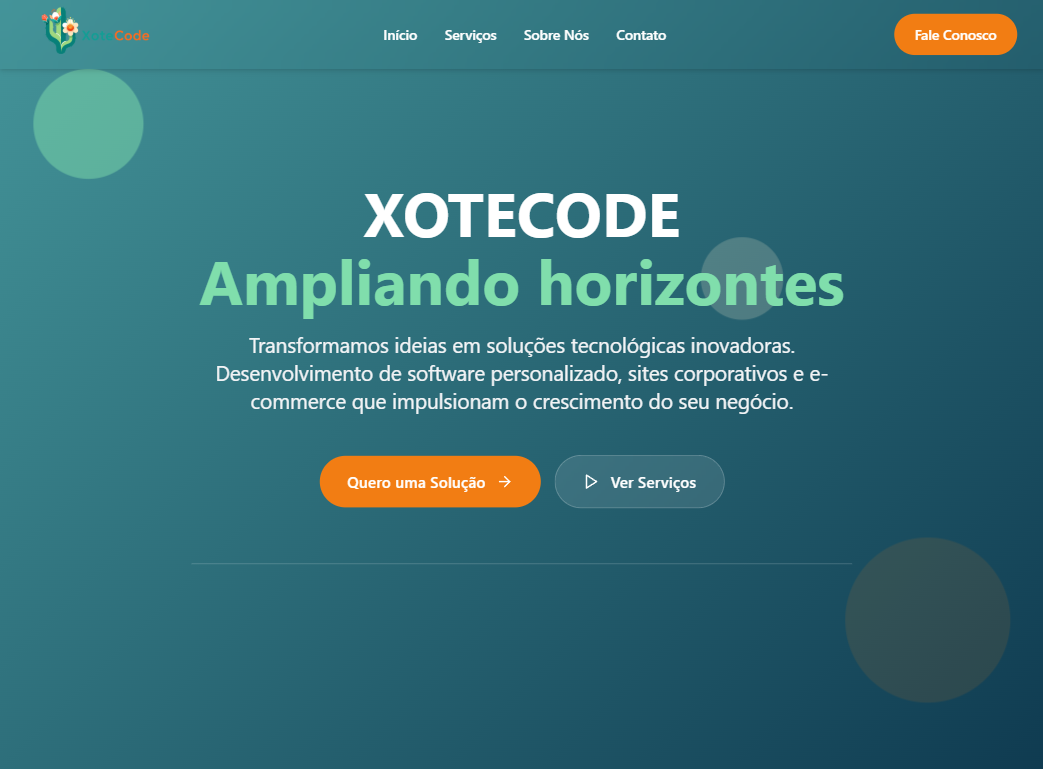 XoteCode
Início Serviços Sobre Nós Contato
Fale Conosco
XOTECODE
Ampliando horizontes
Transformamos ideias em soluções tecnológicas inovadoras.
Desenvolvimento de software personalizado, sites corporativos e e-
commerce que impulsionam o crescimento do seu negócio.
Quero uma Solução
Ver Serviços